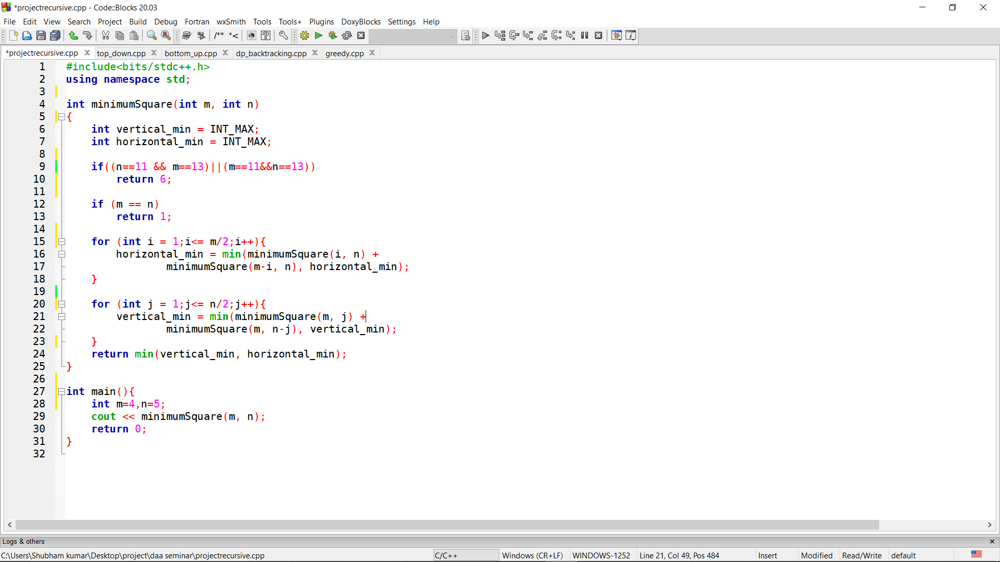 *projectrecursive.cpp - Code::Blocks 20.03
File Edit View Search Project Build Debug Fortran wxSmith Tools Tools+ Plugins DoxyBlocks Settings Help
/** *<
*projectrecursive.cpp top_down.cpp bottom_up.cpp dp_backtracking.cpp greedy.cpp
1 #include<bits/stdc++.h>
2 using namespace std;
3
4 int minimumSquare(int m, int n)
5 {
6 int vertical_min = INT_MAX;
7 int horizontal_min = INT_MAX;
8
9 if((n==11 && m==13)||(m==11&&n==13))
10 return 6;
11
12 if (m == n)
13 return 1;
14
15 for (int i = 1;i<= m/2;i++){
16 horizontal_min = min(minimumSquare(i, n) +
17 minimumSquare(m-i, n), horizontal_min);
18 }
19
20 for (int j = 1;j<= n/2;j++){
21 vertical_min = min(minimumSquare(m, j) +
22 minimumSquare(m, n-j), vertical_min);
23 }
24 return min(vertical_min, horizontal_min);
25 }
26
27 int main(){
28 int m=4,n=5;
29 cout << minimumSquare(m, n);
30 return 0;
31 }
32
Logs & others
C:\Users\Shubham kumar\Desktop\project\daa seminar\projectrecursive.cpp C/C++ Windows (CR+LF) WINDOWS-1252 Line 21, Col 49, Pos 484 Insert Modified Read/Write default